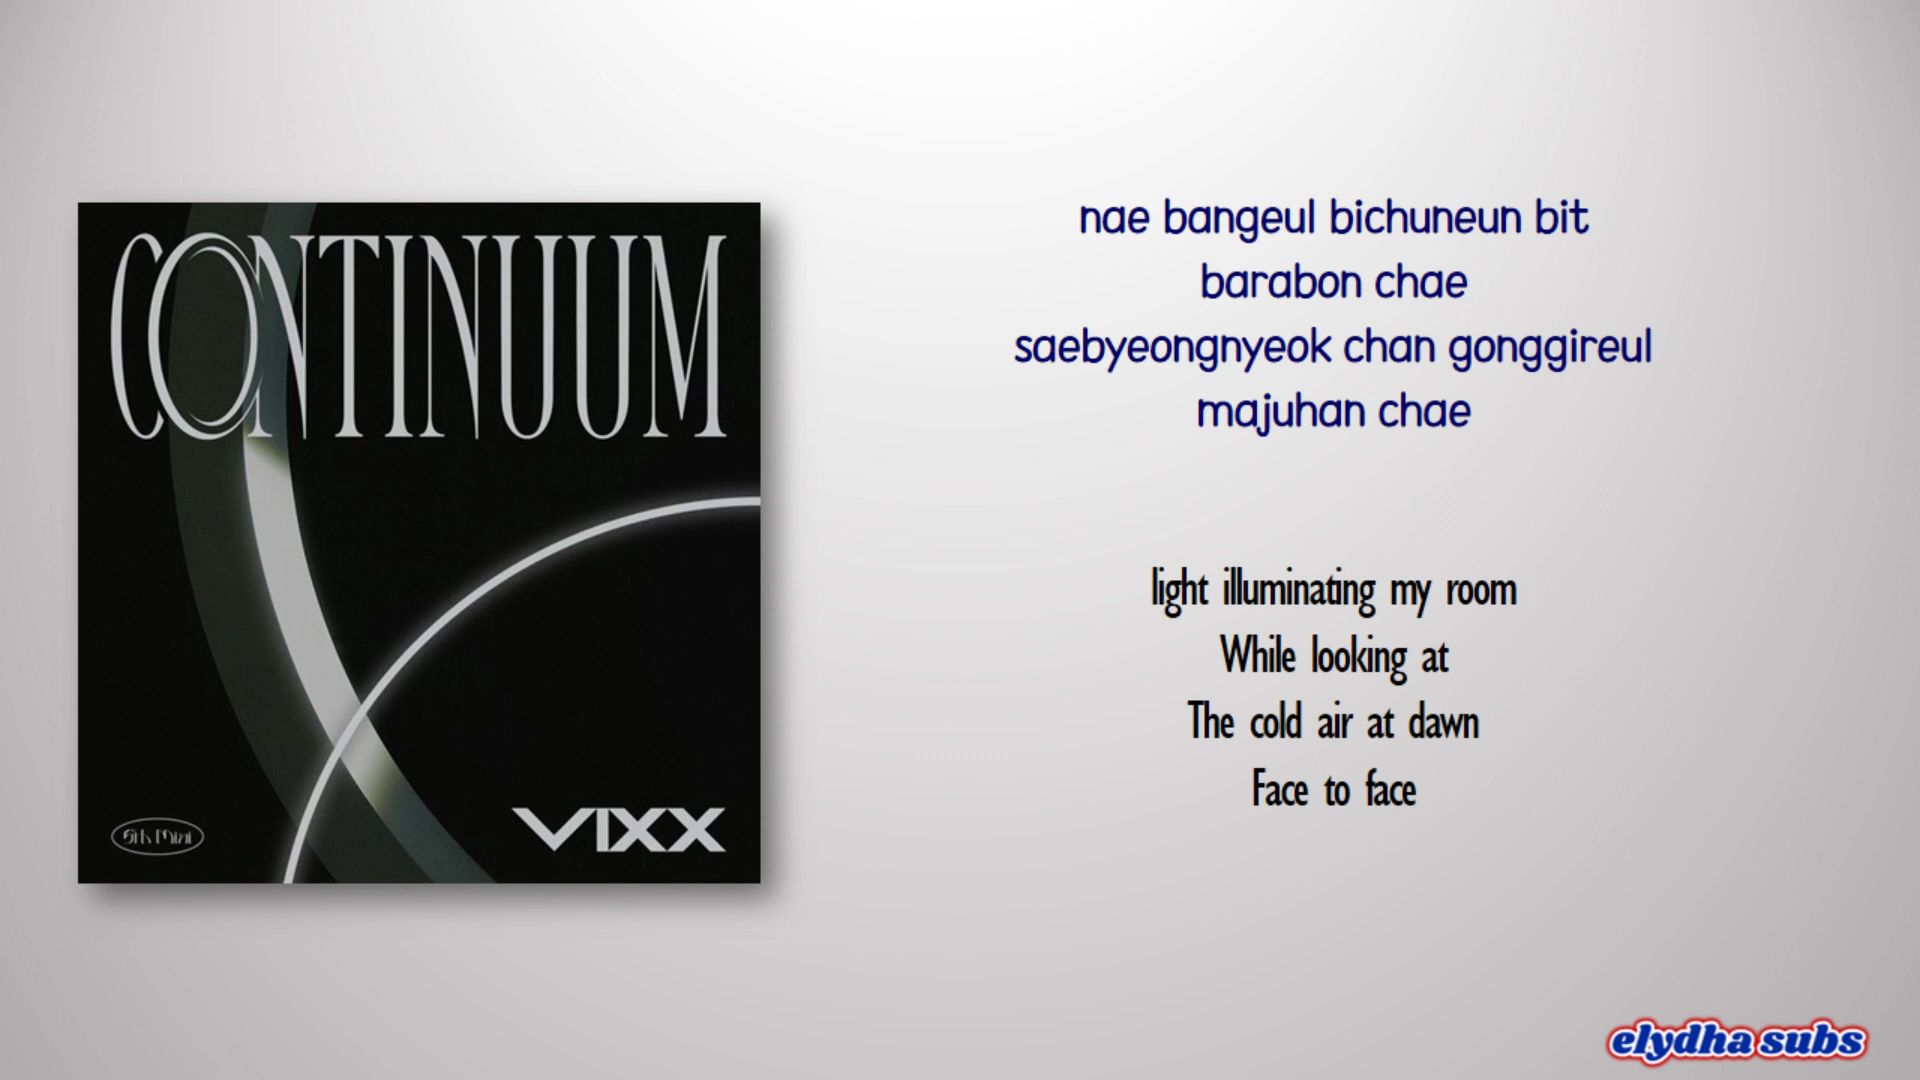 CONTINUUM
5th Mini
VIXX
nae bangeul bichuneun bit
barabon chae
saebyeongnyeok chan gonggireul
majuhan chae
light illuminating my room
While looking at
The cold air at dawn
Face to face
elydha subs